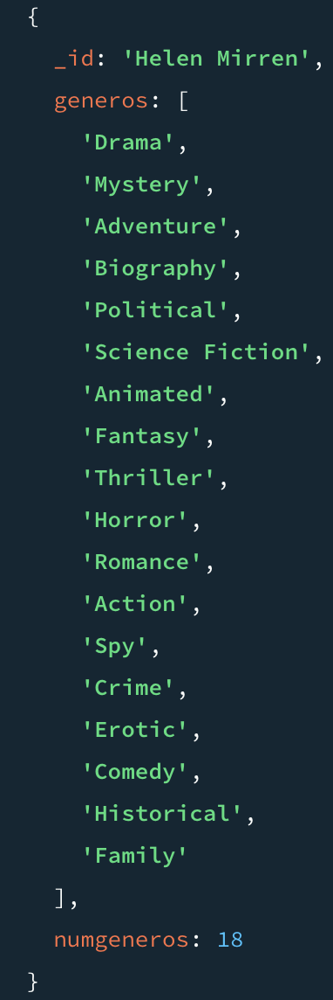 {
_id: 'Helen Mirren',
generos: [
'Drama',
'Mystery',
'Adventure',
'Biography',
'Political',
'Science Fiction',
'Animated',
'Fantasy',
'Thriller',
'Horror',
'Romance',
'Action',
'Spy',
'Crime',
'Erotic',
'Comedy',
'Historical',
'Family'
],
numgeneros: 18
}